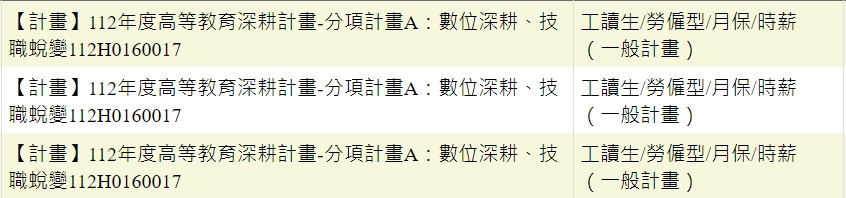 【計畫】112年度高等教育深耕計畫-分項計畫A：數位深耕、技
職蛻變112H0160017
工讀生/勞僱型/月保/時薪
（一般計畫）
【計畫】112年度高等教育深耕計畫-分項計畫A：數位深耕、技
職蛻變112H0160017
工讀生/勞僱型/月保/時薪
（一般計畫）
【計畫】112年度高等教育深耕計畫-分項計畫A：數位深耕、技
職蛻變112H0160017
工讀生/勞僱型/月保/時薪
（一般計畫）